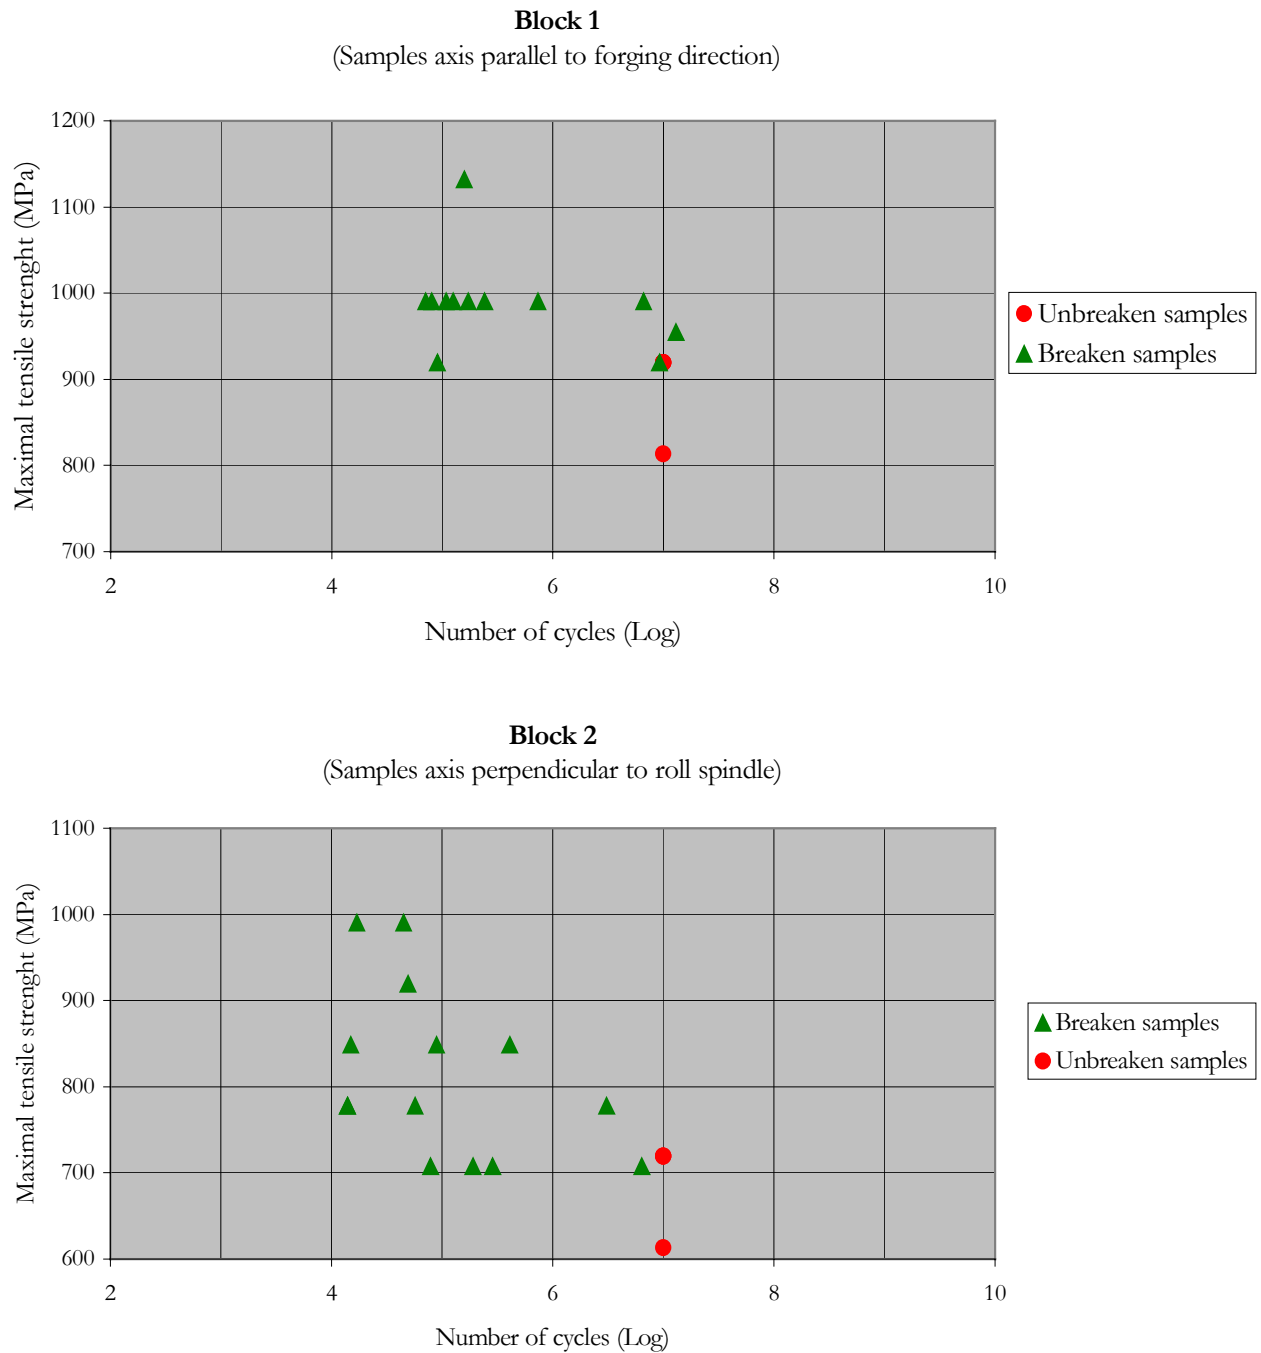 Block 1
(Samples axis parallel to forging direction)
Maximal tensile strenght (MPa)
1200
1100
1000
900
800
700
2
4
6
8
10
Number of cycles (Log)
Unbreaken samples
Breaken samples
Block 2
(Samples axis perpendicular to roll spindle)
Maximal tensile strenght (MPa)
1100
1000
900
800
700
600
2
4
6
8
10
Number of cycles (Log)
Breaken samples
Unbreaken samples